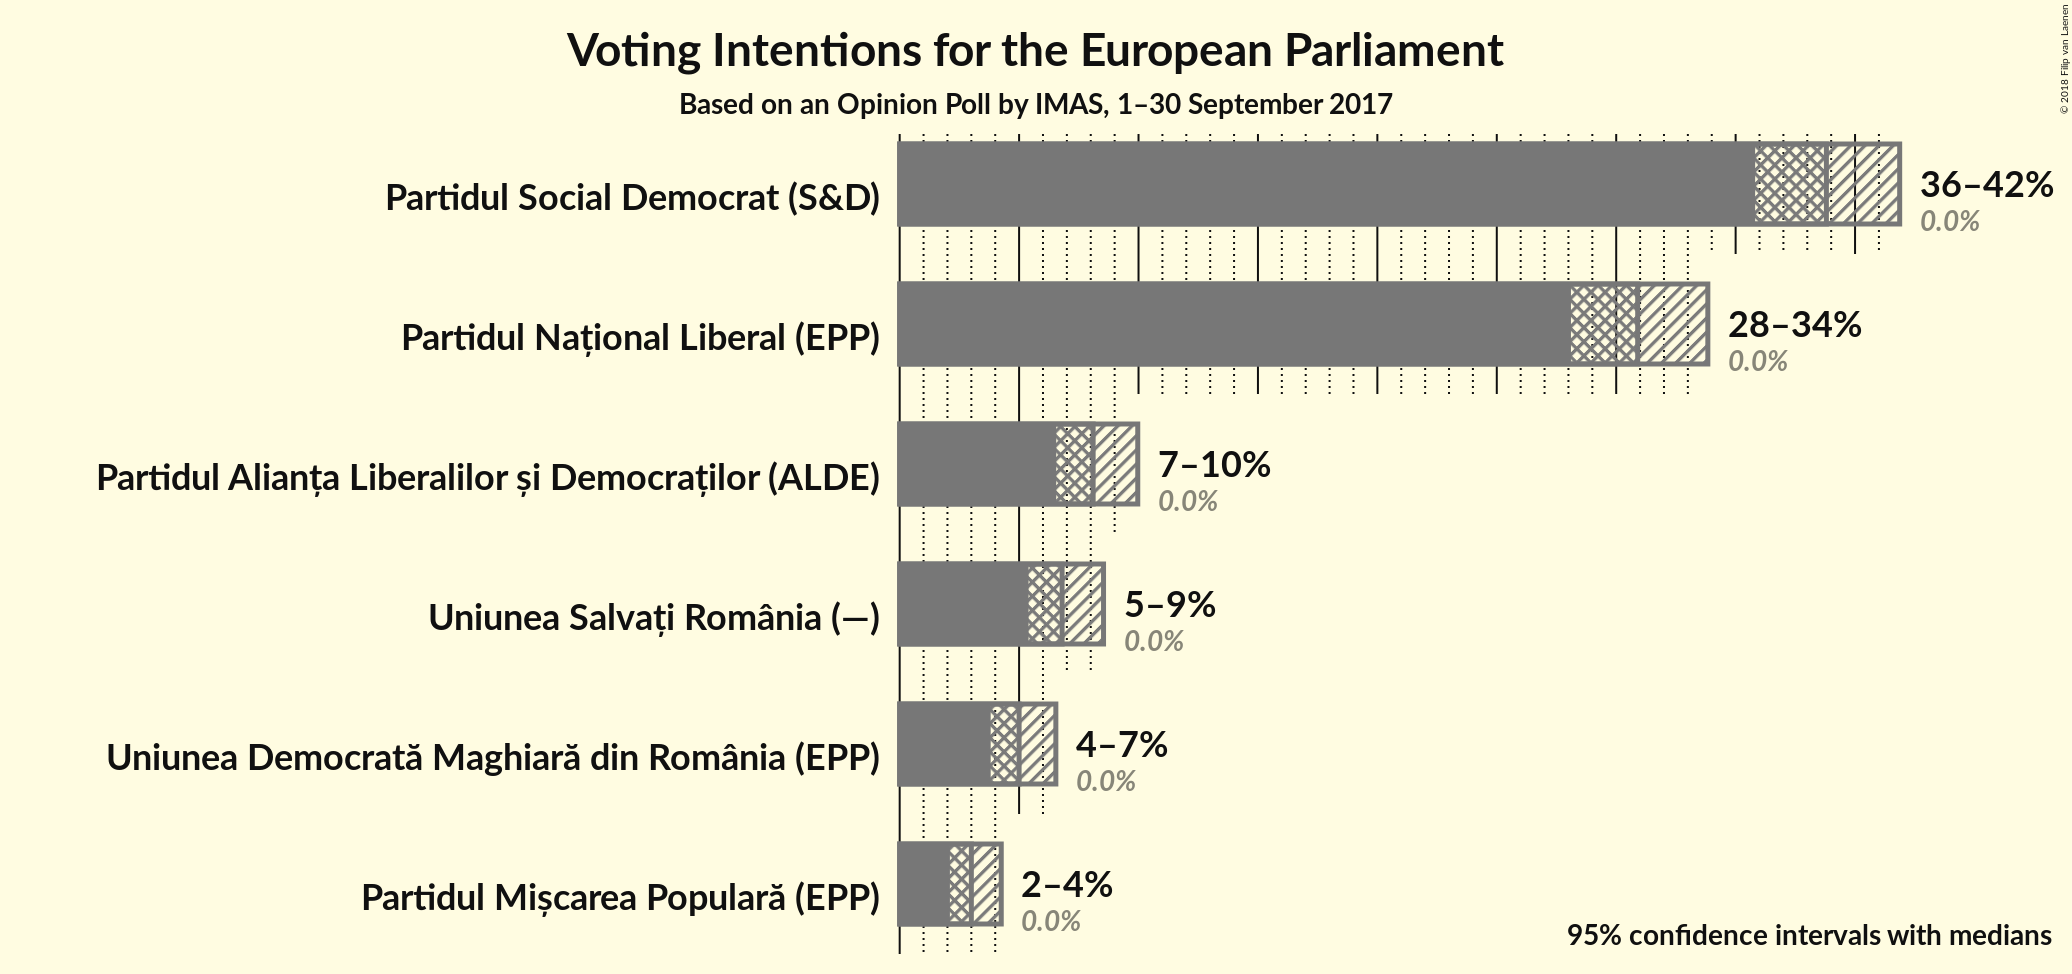 Voting Intentions for the European Parliament
Based on an Opinion Poll by IMAS, 1–30 September 2017
© 2018 Filip van Laenen
Partidul Social Democrat (S&D)
36–42%
0.0%
Partidul Național Liberal (EPP)
28–34%
0.0%
Partidul Alianța Liberalilor și Democraților (ALDE)
7–10%
0.0%
Uniunea Salvați România (—)
5–9%
0.0%
Uniunea Democrată Maghiară din România (EPP)
4–7%
0.0%
Partidul Mișcarea Populară (EPP)
2–4%
0.0%
95% confidence intervals with medians